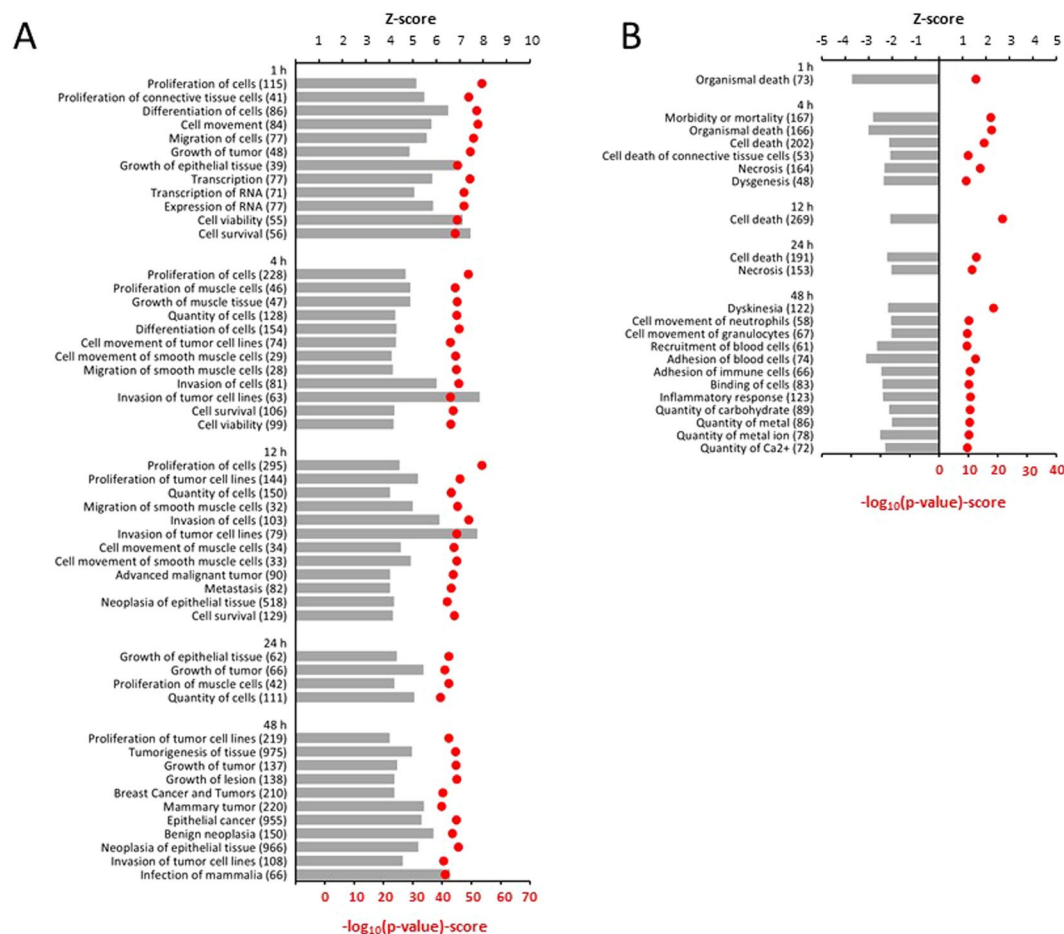 A
Z-score
1 2 3 4 5 6 7 8 9 10
1 h
Proliferation of cells (115)
Proliferation of connective tissue cells (41)
Differentiation of cells (86)
Cell movement (84)
Migration of cells (77)
Growth of tumor (48)
Growth of epithelial tissue (39)
Transcription (77)
Transcription of RNA (71)
Expression of RNA (77)
Cell viability (55)
Cell survival (56)
4 h
Proliferation of cells (228)
Proliferation of muscle cells (46)
Growth of muscle tissue (47)
Quantity of cells (128)
Differentiation of cells (154)
Cell movement of tumor cell lines (74)
Cell movement of smooth muscle cells (29)
Migration of smooth muscle cells (28)
Invasion of cells (81)
Invasion of tumor cell lines (63)
Cell survival (106)
Cell viability (99)
12 h
Proliferation of cells (295)
Proliferation of tumor cell lines (144)
Quantity of cells (150)
Migration of smooth muscle cells (32)
Invasion of cells (103)
Invasion of tumor cell lines (79)
Cell movement of muscle cells (34)
Cell movement of smooth muscle cells (33)
Advanced malignant tumor (90)
Metastasis (82)
Neoplasia of epithelial tissue (518)
Cell survival (129)
24 h
Growth of epithelial tissue (62)
Growth of tumor (66)
Proliferation of muscle cells (42)
Quantity of cells (111)
48 h
Proliferation of tumor cell lines (219)
Tumorigenesis of tissue (975)
Growth of tumor (137)
Growth of lesion (138)
Breast Cancer and Tumors (210)
Mammary tumor (220)
Epithelial cancer (955)
Benign neoplasia (150)
Neoplasia of epithelial tissue (966)
Invasion of tumor cell lines (108)
Infection of mammalia (66)
0 10 20 30 40 50 60 70
-log10(p-value)-score
B
Z-score
-5 -4 -3 -2 -1 0 1 2 3 4 5
1 h
Organismal death (73)
4 h
Morbidity or mortality (167)
Organismal death (166)
Cell death (202)
Cell death of connective tissue cells (53)
Necrosis (164)
Dysgenesis (48)
12 h
Cell death (269)
24 h
Cell death (191)
Necrosis (153)
48 h
Dyskinesia (122)
Cell movement of neutrophils (58)
Cell movement of granulocytes (67)
Recruitment of blood cells (61)
Adhesion of blood cells (74)
Adhesion of immune cells (66)
Binding of cells (83)
Inflammatory response (123)
Quantity of carbohydrate (89)
Quantity of metal (86)
Quantity of metal ion (78)
Quantity of Ca2+ (72)
0 10 20 30 40
-log10(p-value)-score